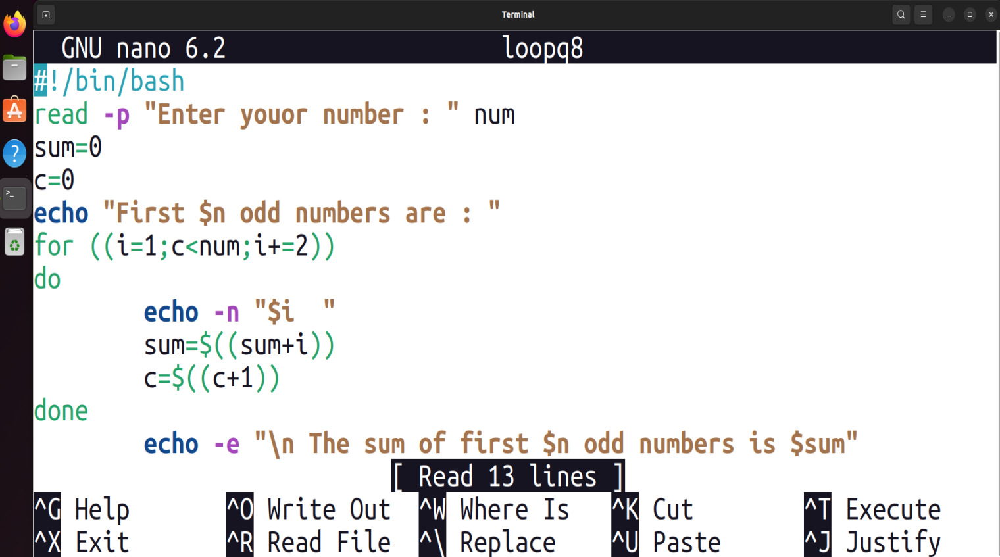 Terminal
GNU nano 6.2 loopq8
#!/bin/bash
read -p "Enter youor number : " num
sum=0
c=0
echo "First $n odd numbers are : "
for ((i=1;c<num;i+=2))
do
echo -n "$i  "
sum=$((sum+i))
c=$((c+1))
done
echo -e "\n The sum of first $n odd numbers is $sum"
[ Read 13 lines ]
^G Help ^O Write Out ^W Where Is ^K Cut ^T Execute
^X Exit ^R Read File ^\ Replace ^U Paste ^J Justify